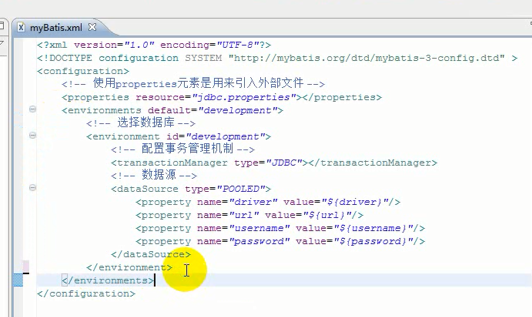 myBatis.xml
<?xml version="1.0" encoding="UTF-8"?>
<!DOCTYPE configuration SYSTEM "http://mybatis.org/dtd/mybatis-3-config.dtd" >
<configuration>
<!-- 使用properties元素是用来引入外部文件 -->
<properties resource="jdbc.properties"></properties>
<environments default="development">
<!-- 选择数据库 -->
<environment id="development">
<!-- 配置事务管理机制 -->
<transactionManager type="JDBC"></transactionManager>
<!-- 数据源 -->
<dataSource type="POOLED">
<property name="driver" value="${driver}"/>
<property name="url" value="${url}"/>
<property name="username" value="${username}"/>
<property name="password" value="${password}"/>
</dataSource>
</environment>
</environments>
</configuration>